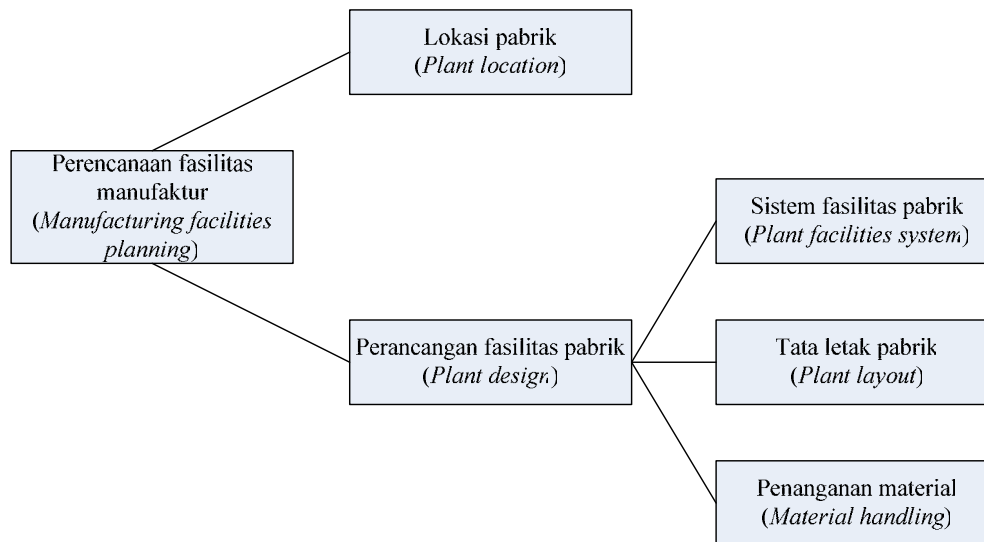 Lokasi pabrik
(Plant location)
Perencanaan fasilitas
manufaktur
(Manufacturing facilities
planning)
Sistem fasilitas pabrik
(Plant facilities system)
Perancangan fasilitas pabrik
(Plant design)
Tata letak pabrik
(Plant layout)
Penanganan material
(Material handling)